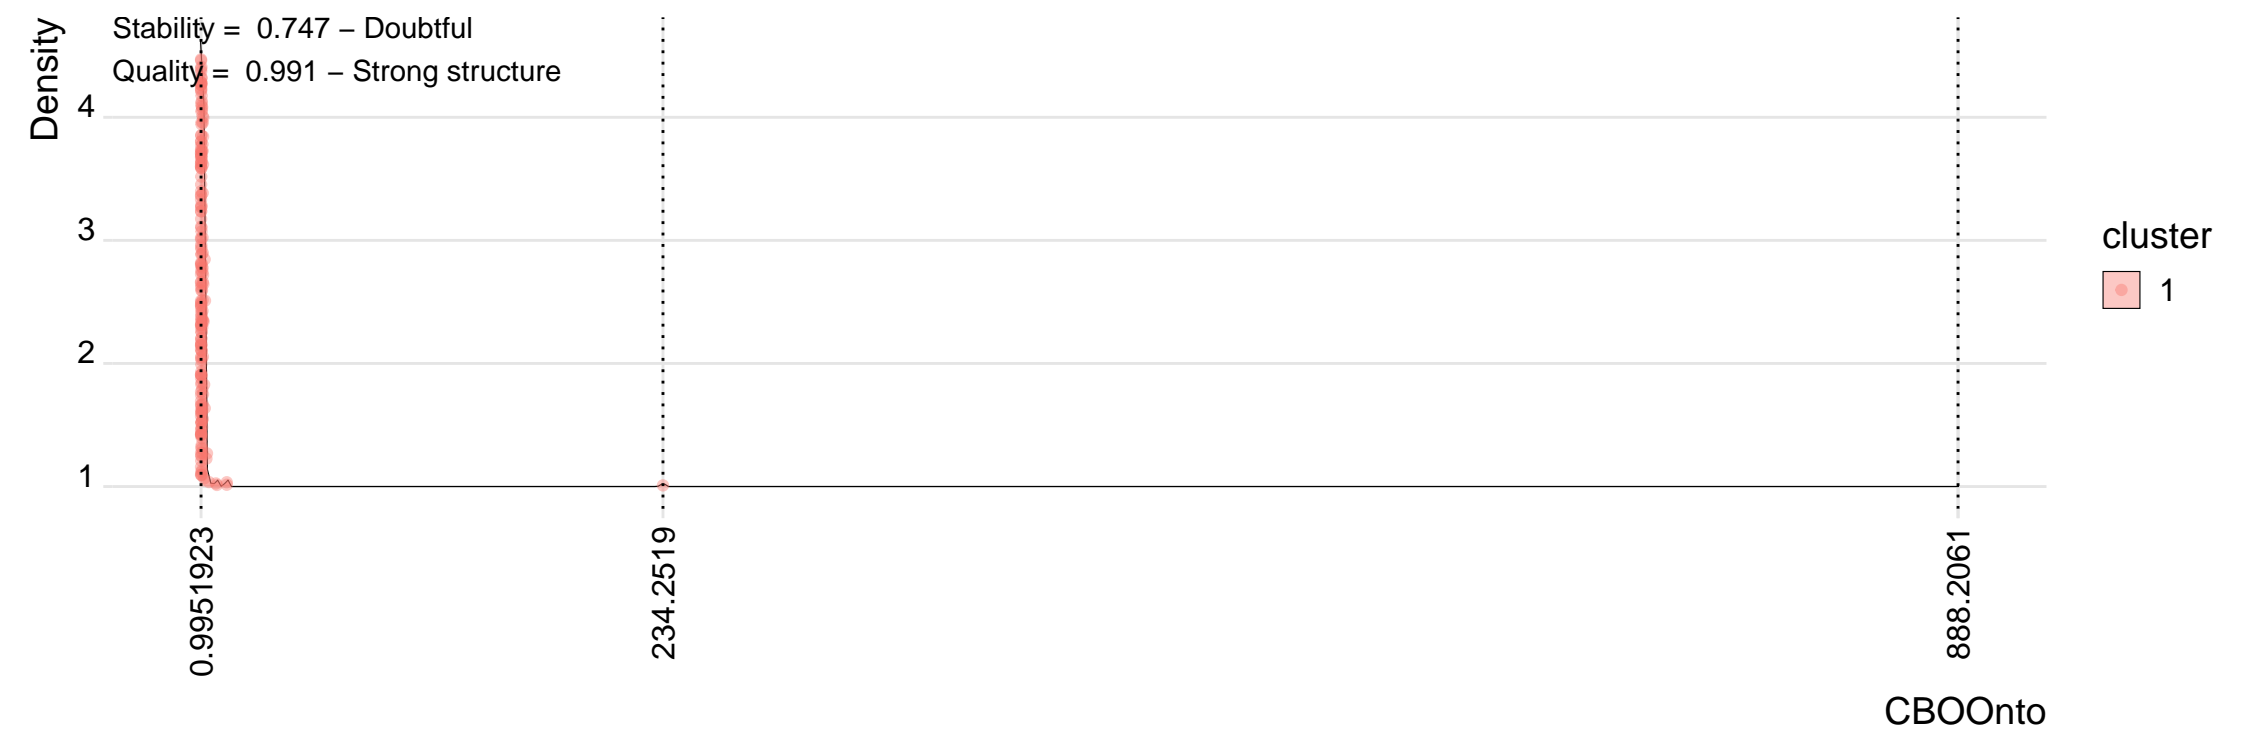 Density
Stability = 0.747 – Doubtful
Quality = 0.991 – Strong structure
4
3
2
1
cluster
1
0.9951923
234.2519
888.2061
CBOOnto